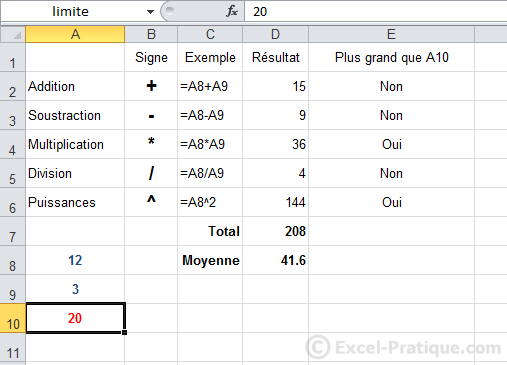 limite fx 20
A B C D E
1 Signe Exemple Résultat Plus grand que A10
2 Addition + =A8+A9 15 Non
3 Soustraction - =A8-A9 9 Non
4 Multiplication * =A8*A9 36 Oui
5 Division / =A8/A9 4 Non
6 Puissances ^ =A8^2 144 Oui
7 Total 208
8 12 Moyenne 41.6
9 3
10 20
11
© Excel-Pratique.com